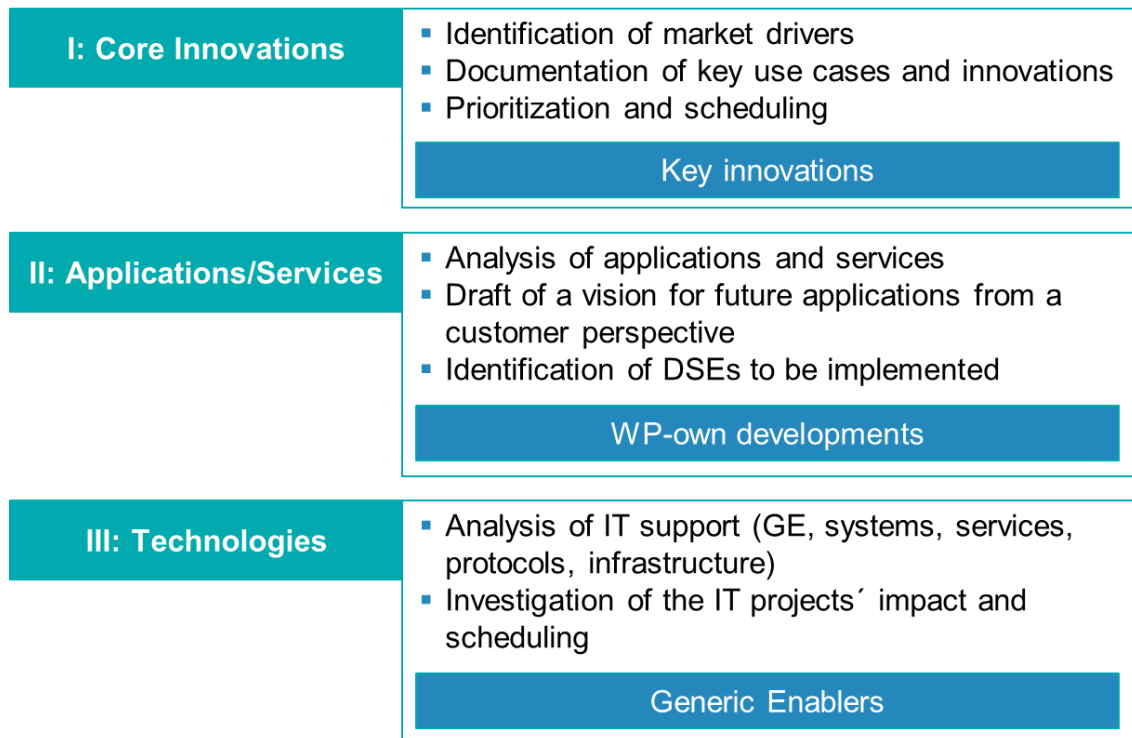 I: Core Innovations
▪ Identification of market drivers
▪ Documentation of key use cases and innovations
▪ Prioritization and scheduling
Key innovations
II: Applications/Services
▪ Analysis of applications and services
▪ Draft of a vision for future applications from a
customer perspective
▪ Identification of DSEs to be implemented
WP-own developments
III: Technologies
▪ Analysis of IT support (GE, systems, services,
protocols, infrastructure)
▪ Investigation of the IT projects´ impact and
scheduling
Generic Enablers